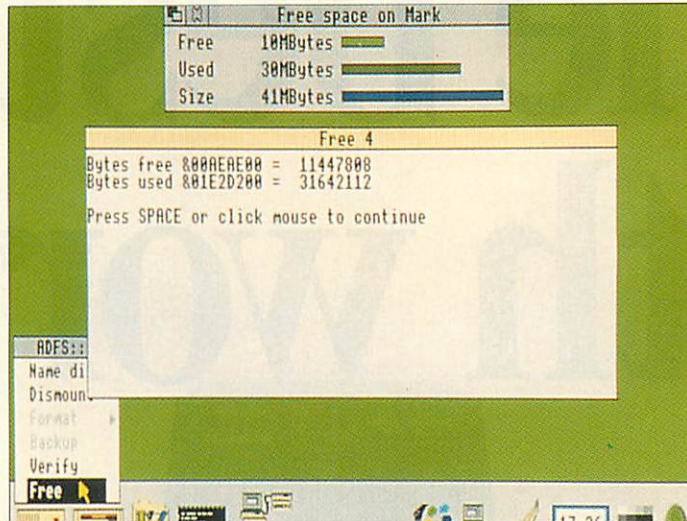 Free space on Mark
Free 10MBytes
Used 30MBytes
Size 41MBytes
Free 4
Bytes free &00AEAE00 = 11447808
Bytes used &01E2D200 = 31642112
Press SPACE or click mouse to continue
ADFS::
Name di
Dismoun
Format
Backup
Verify
Free